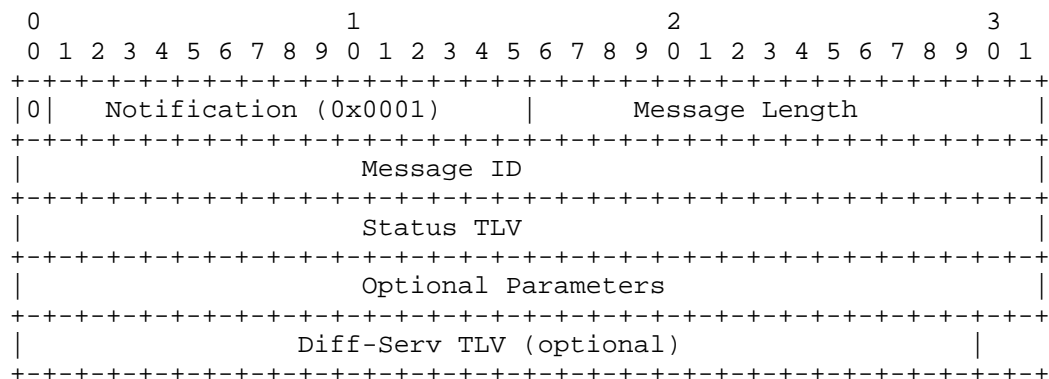 0                   1                   2                   3
 0 1 2 3 4 5 6 7 8 9 0 1 2 3 4 5 6 7 8 9 0 1 2 3 4 5 6 7 8 9 0 1
+-+-+-+-+-+-+-+-+-+-+-+-+-+-+-+-+-+-+-+-+-+-+-+-+-+-+-+-+-+-+-+-+
|0|   Notification (0x0001)     |      Message Length           |
+-+-+-+-+-+-+-+-+-+-+-+-+-+-+-+-+-+-+-+-+-+-+-+-+-+-+-+-+-+-+-+-+
|                     Message ID                                |
+-+-+-+-+-+-+-+-+-+-+-+-+-+-+-+-+-+-+-+-+-+-+-+-+-+-+-+-+-+-+-+-+
|                     Status TLV                                |
+-+-+-+-+-+-+-+-+-+-+-+-+-+-+-+-+-+-+-+-+-+-+-+-+-+-+-+-+-+-+-+-+
|                     Optional Parameters                       |
+-+-+-+-+-+-+-+-+-+-+-+-+-+-+-+-+-+-+-+-+-+-+-+-+-+-+-+-+-+-+-+-+
|                 Diff-Serv TLV (optional)                  |
+-+-+-+-+-+-+-+-+-+-+-+-+-+-+-+-+-+-+-+-+-+-+-+-+-+-+-+-+-+-+-+-+